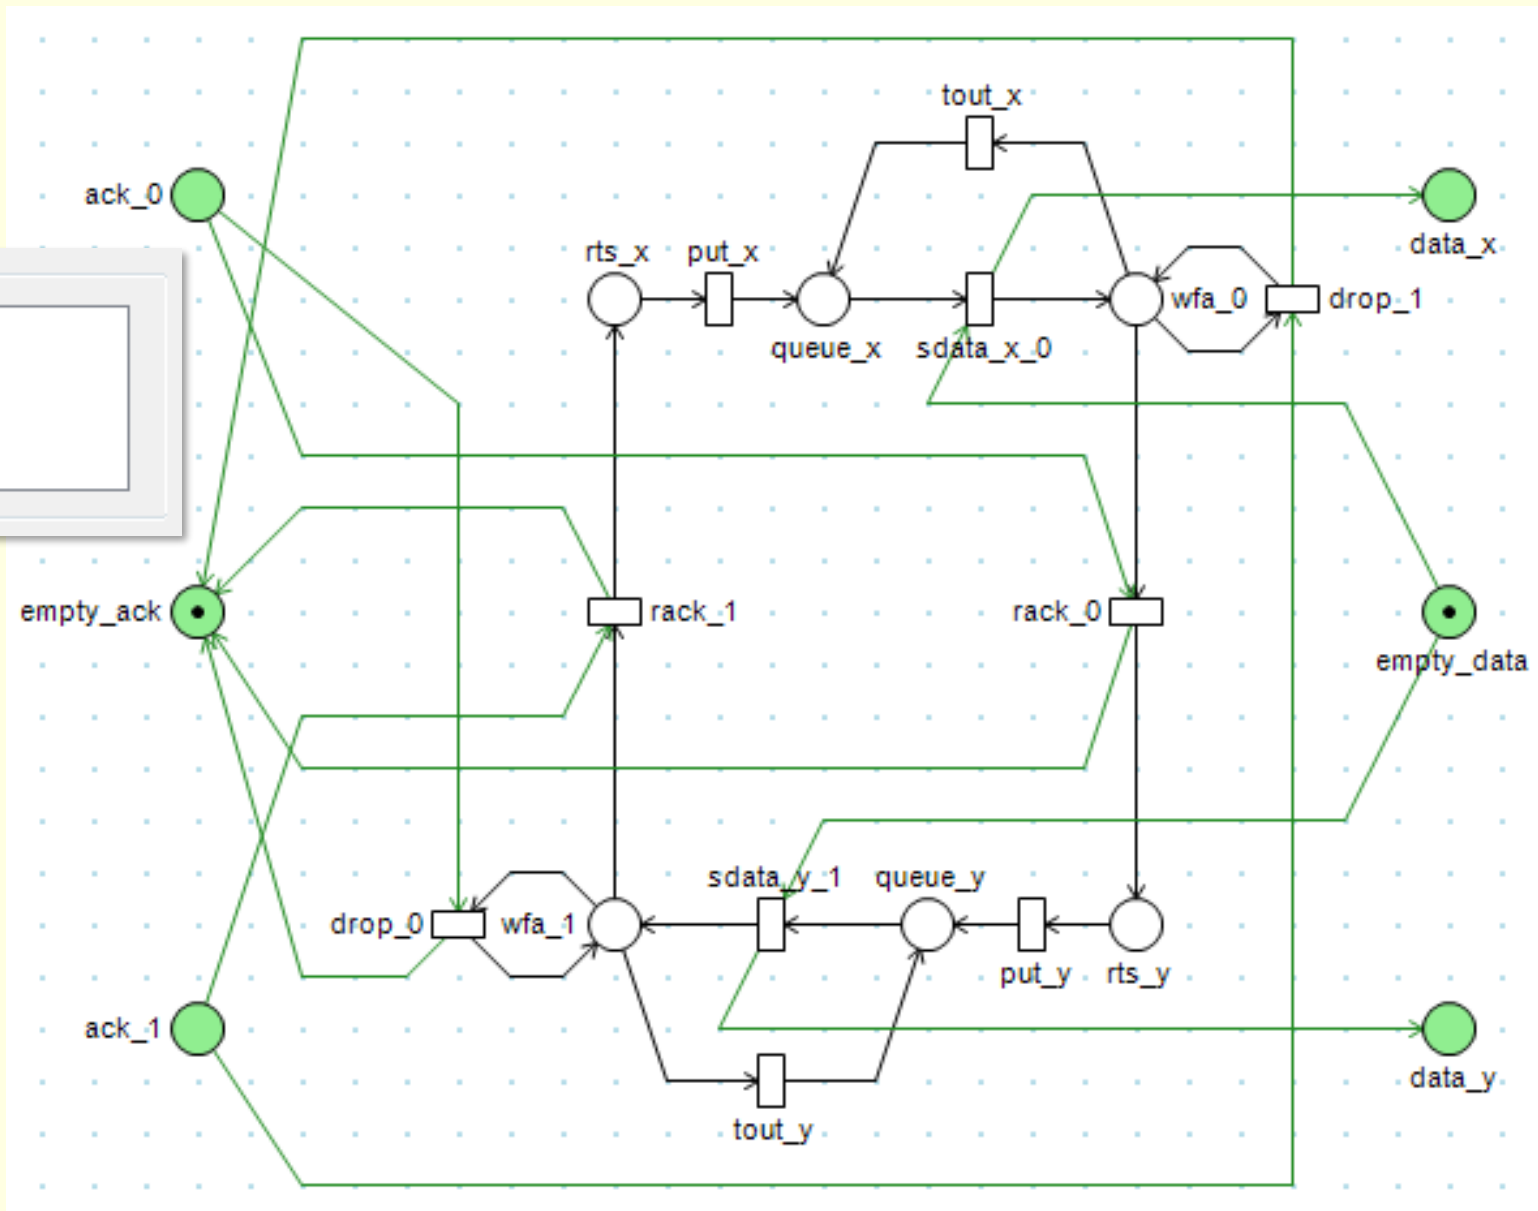 tout_x
ack_0
data_x
rts_x
put_x
wfa_0
drop_1
queue_x
sdata_x_0
empty_ack
rack_1
rack_0
empty_data
sdata_y_1
queue_y
drop_0
wfa_1
put_y
rts_y
ack_1
data_y
tout_y